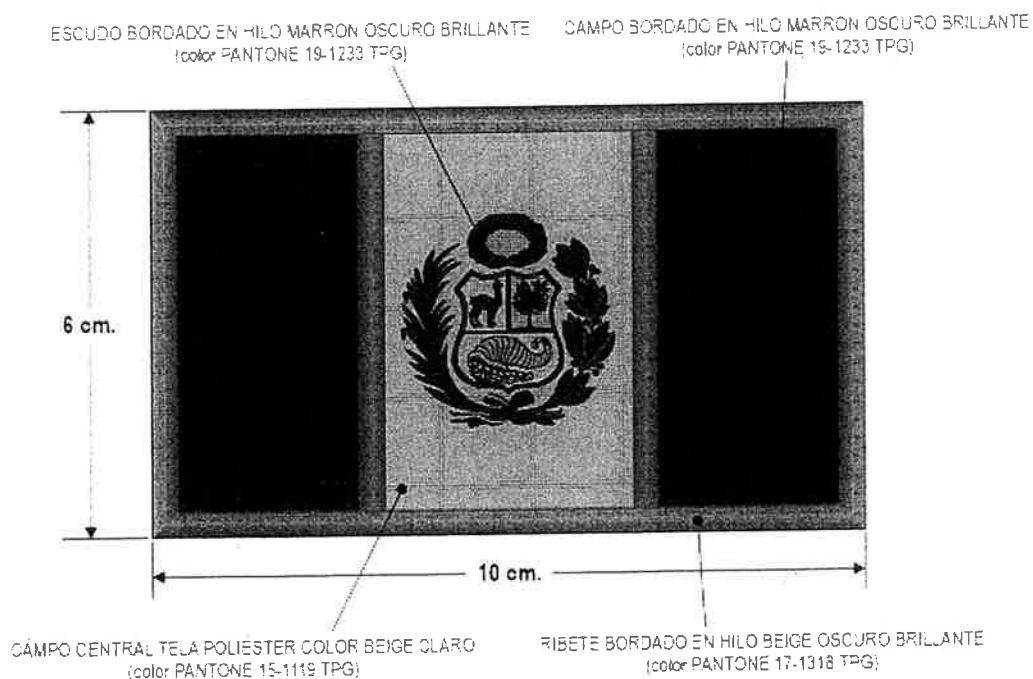 ESCUDO BORDADO EN HILO MARRON OSCURO BRILLANTE
(color PANTONE 19-1233 TPG)
CAMPO BORDADO EN HILO MARRON OSCURO BRILLANTE
(color PANTONE 19-1233 TPG)
6 cm.
10 cm.
CAMPO CENTRAL TELA POLIESTER COLOR BEIGE CLARO
(color PANTONE 15-1119 TPG)
RIBETE BORDADO EN HILO BEIGE OSCURO BRILLANTE
(color PANTONE 17-1318 TPG)